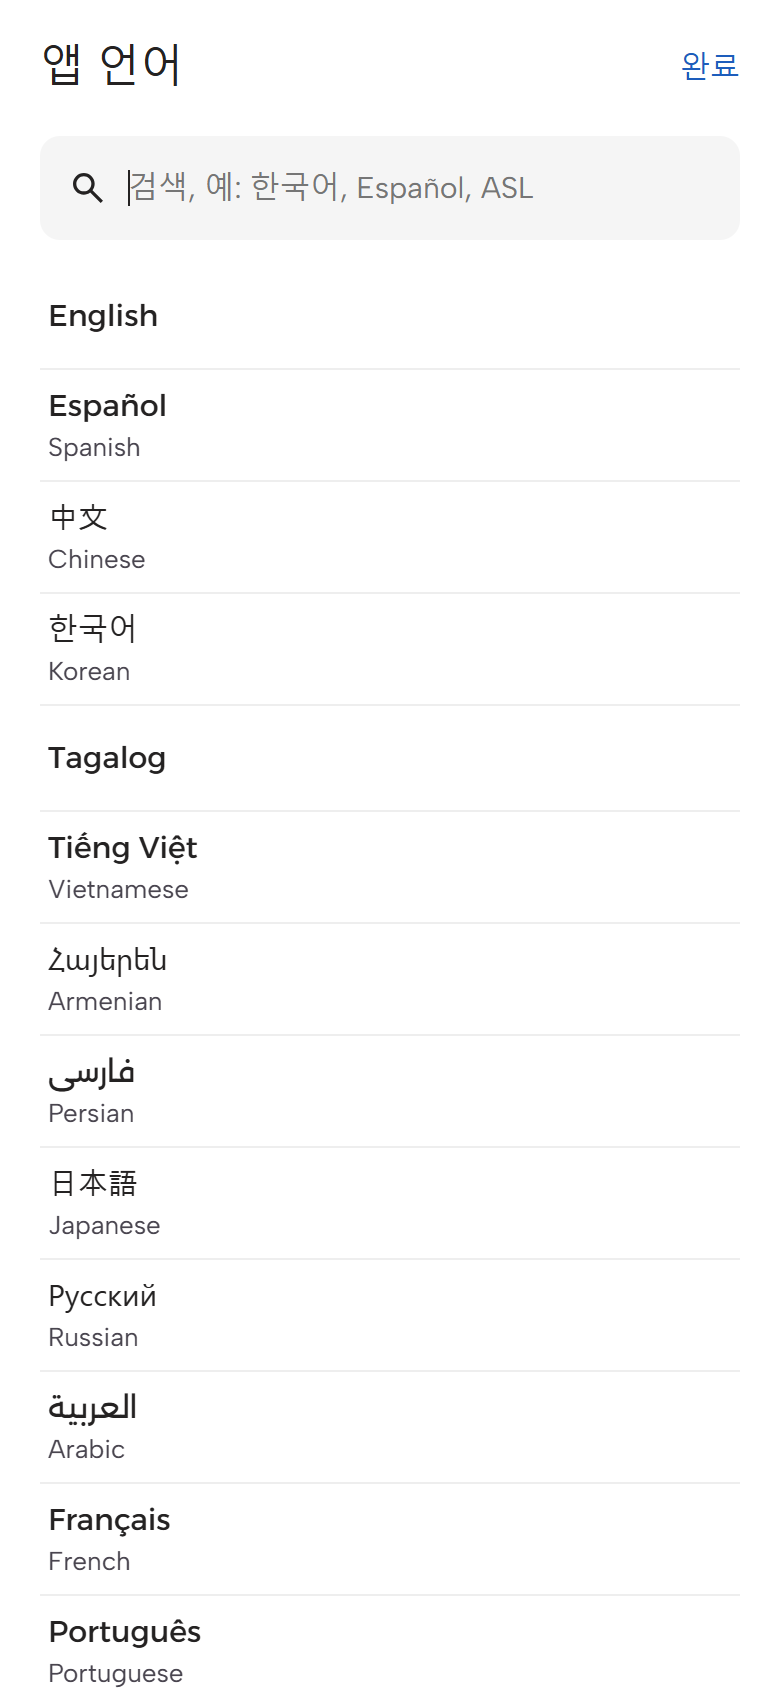 앱 언어
완료
검색, 예: 한국어, Español, ASL
English
Español
Spanish
中文
Chinese
한국어
Korean
Tagalog
Tiếng Việt
Vietnamese
Հայերեն
Armenian
فارسی
Persian
日本語
Japanese
Русский
Russian
العربية
Arabic
Français
French
Português
Portuguese